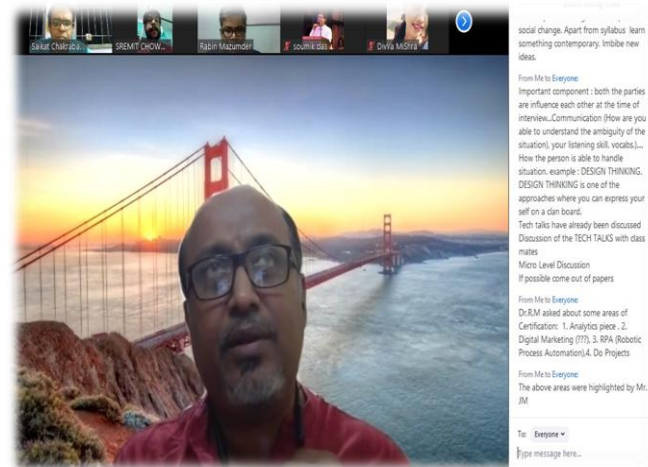 Saikat Chakraba...
SREMIT CHOW...
Rabin Mazumder
soumik das
Divya Mishra
social change. Apart from syllabus learn
something contemporary. Imbibe new
ideas.
From Me to Everyone:
Important component : both the parties
are influence each other at the time of
interview...Communication (How are you
able to understand the ambiguity of the
situation), your listening skill. vocabs.)....
How the person is able to handle
situation. example : DESIGN THINKING.
DESIGN THINKING is one of the
approaches where you can express your
self on a clan board.
Tech talks have already been discussed
Discussion of the TECH TALKS with class
mates
Micro Level Discussion
If possible come out of papers
From Me to Everyone:
Dr.R.M asked about some areas of
Certification: 1. Analytics piece . 2.
Digital Marketing (???), 3. RPA (Robotic
Process Automation),4. Do Projects
From Me to Everyone:
The above areas were highlighted by Mr.
JM
To: Everyone
Type message here...